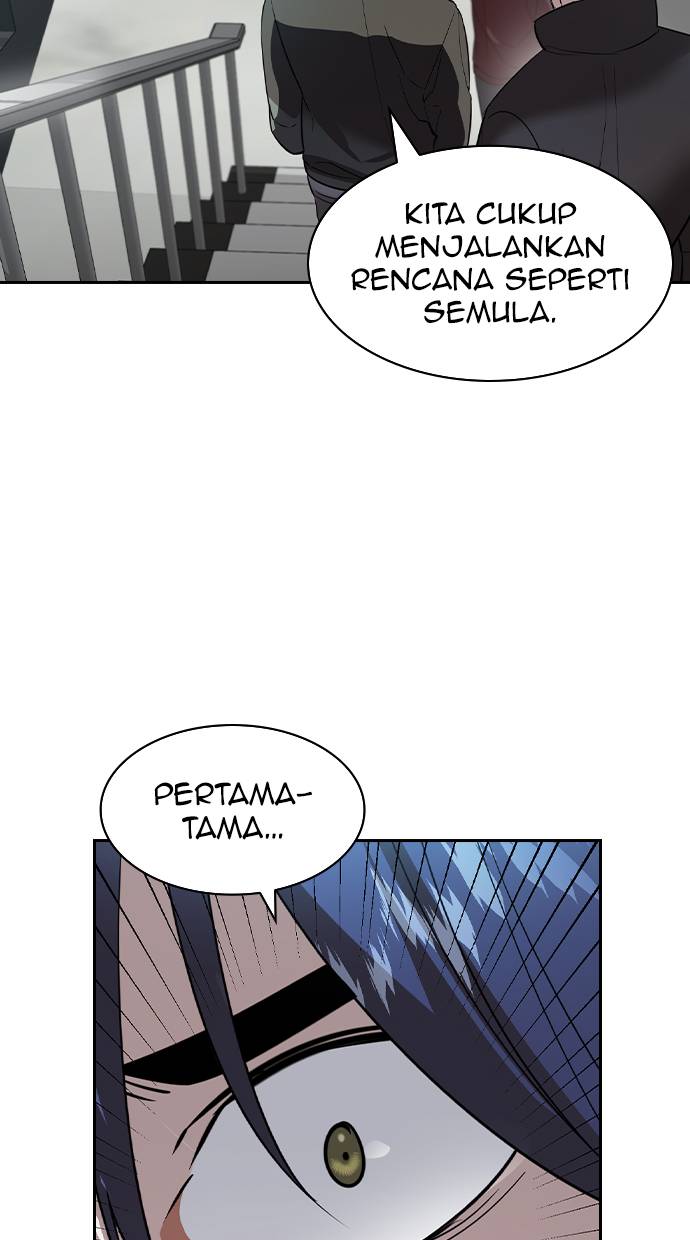 KITA CUKUP
MENJALANKAN
RENCANA SEPERTI
SEMULA.
PERTAMA-
TAMA...